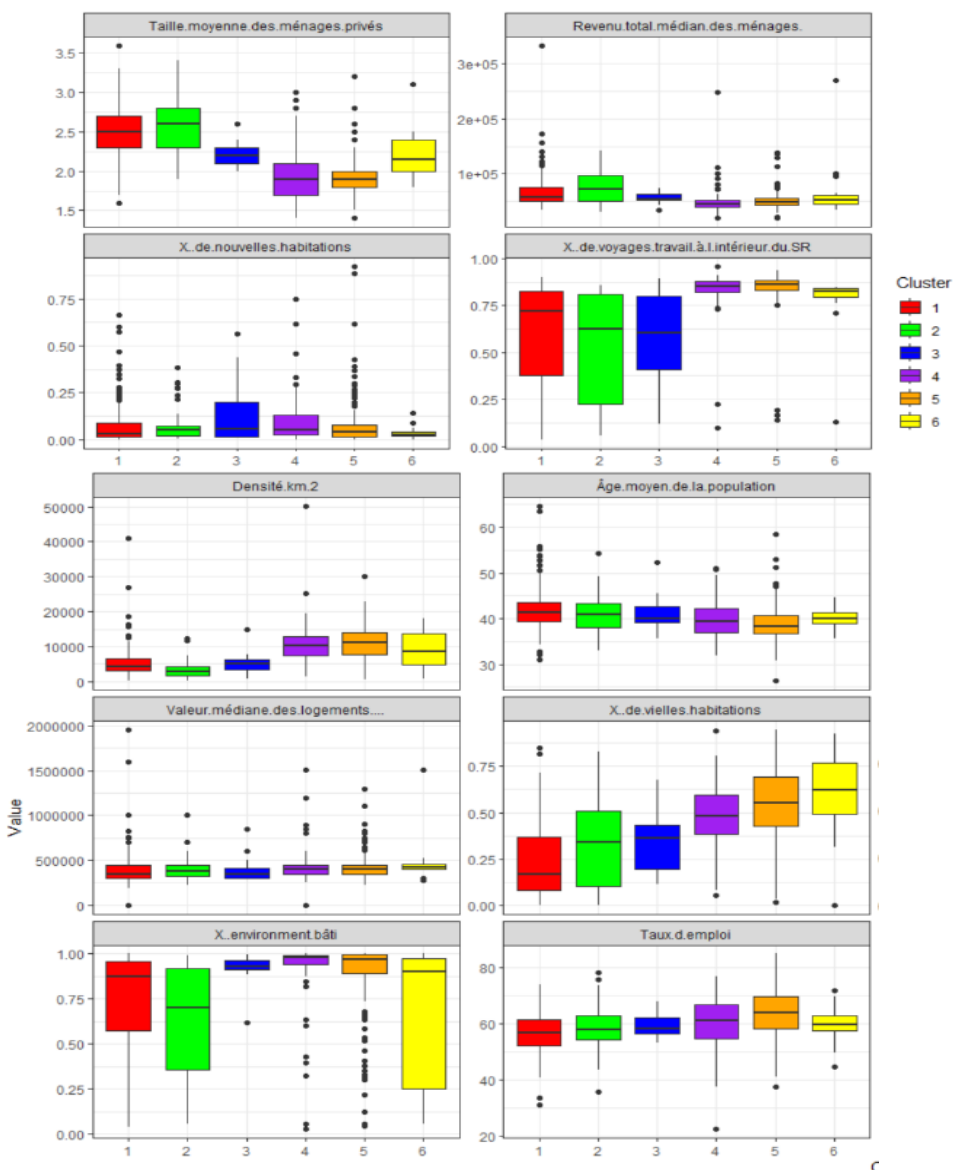 Taille.moyenne.des.ménages.privés
Revenu.total.médian.des.ménages.
3.5
3.0
2.5
2.0
1.5
3e+05
2e+05
1e+05
X..de.nouvelles.habitations
X..de.voyages.travail.à.l.intérieur.du.SR
0.75
0.50
0.25
0.00
1.00
0.75
0.50
0.25
0.00
1 2 3 4 5 6
1 2 3 4 5 6
Cluster
1
2
3
4
5
6
Densité.km.2
Âge.moyen.de.la.population
50000
40000
30000
20000
10000
0
60
50
40
30
Valeur.médiane.des.logements....
X..de.vielles.habitations
2000000
1500000
1000000
500000
0
0.75
0.50
0.25
0.00
Value
X..environment.bâti
Taux.d.emploi
1.00
0.75
0.50
0.25
0.00
80
60
40
20
1 2 3 4 5 6
1 2 3 4 5 6